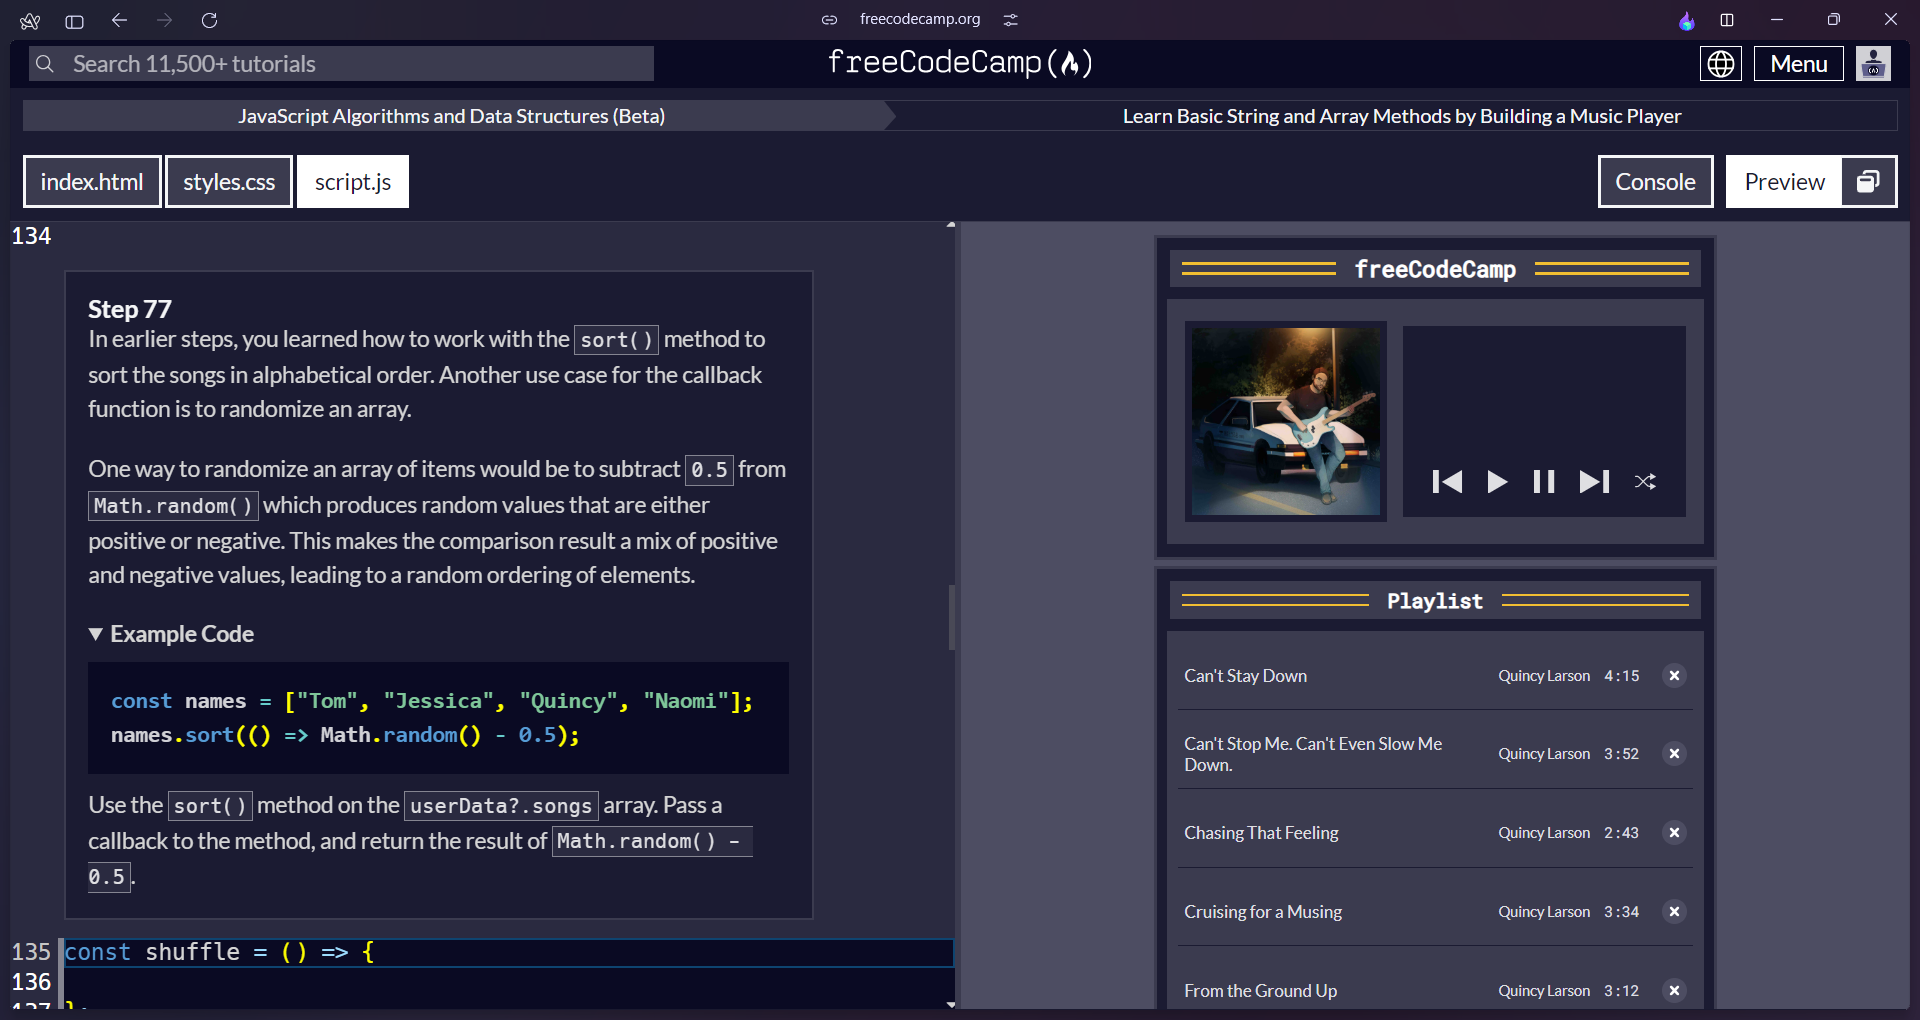 freecodecamp.org
Search 11,500+ tutorials
freeCodeCamp
Menu
JavaScript Algorithms and Data Structures (Beta)
Learn Basic String and Array Methods by Building a Music Player
index.html
styles.css
script.js
Console
Preview
134
Step 77
In earlier steps, you learned how to work with the sort() method to
sort the songs in alphabetical order. Another use case for the callback
function is to randomize an array.
One way to randomize an array of items would be to subtract 0.5 from
Math.random() which produces random values that are either
positive or negative. This makes the comparison result a mix of positive
and negative values, leading to a random ordering of elements.
▼ Example Code
const names = ["Tom", "Jessica", "Quincy", "Naomi"];
names.sort(() => Math.random() - 0.5);
Use the sort() method on the userData?.songs array. Pass a
callback to the method, and return the result of Math.random() -
0.5.
135 const shuffle = () => {
136
137 };
freeCodeCamp
Playlist
Can't Stay Down Quincy Larson 4:15
Can't Stop Me. Can't Even Slow Me
Down. Quincy Larson 3:52
Chasing That Feeling Quincy Larson 2:43
Cruising for a Musing Quincy Larson 3:34
From the Ground Up Quincy Larson 3:12